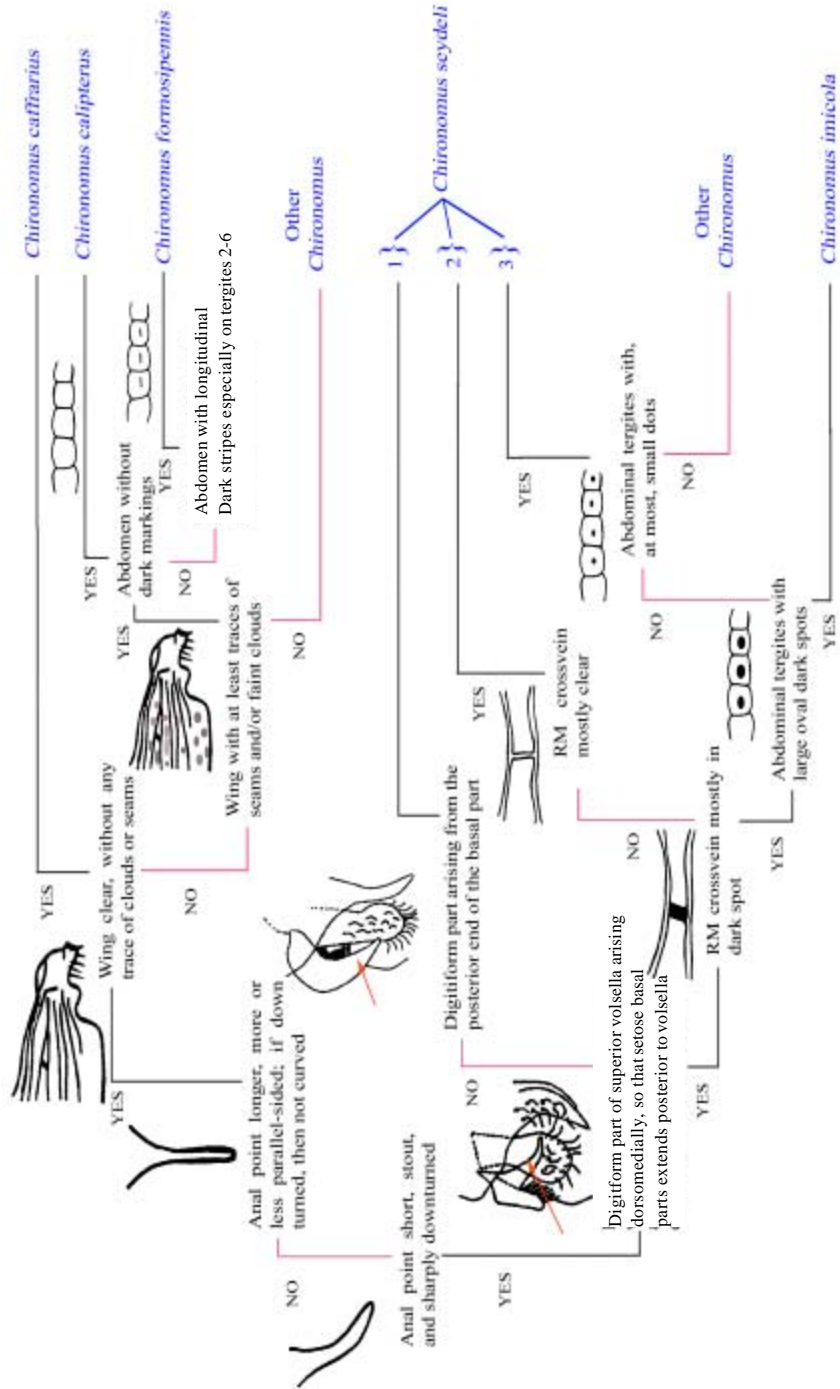 Anal point short, stout,
and sharply downturned
NO
YES
Anal point longer, more or
less parallel-sided; if down
turned, then not curved
YES
Wing clear, without any
trace of clouds or seams
YES
Chironomus caffrarius
NO
Wing with at least traces of
seams and/or faint clouds
YES
Abdomen without
dark markings
YES
Chironomus calipterus
NO
Abdomen with longitudinal
Dark stripes especially on tergites 2-6
YES
Chironomus formosipennis
NO
Other
Chironomus
Digitiform part of superior volsella arising
dorsomedially, so that setose basal
parts extends posterior to volsella
NO
Digitiform part arising from the
posterior end of the basal part
1}
2}
3}
Chironomus seydeli
YES
RM crossvein mostly in
dark spot
NO
RM crossvein
mostly clear
YES
YES
Abdominal tergites with
large oval dark spots
NO
Abdominal tergites with,
at most, small dots
YES
NO
Other
Chironomus
YES
Chironomus imicola